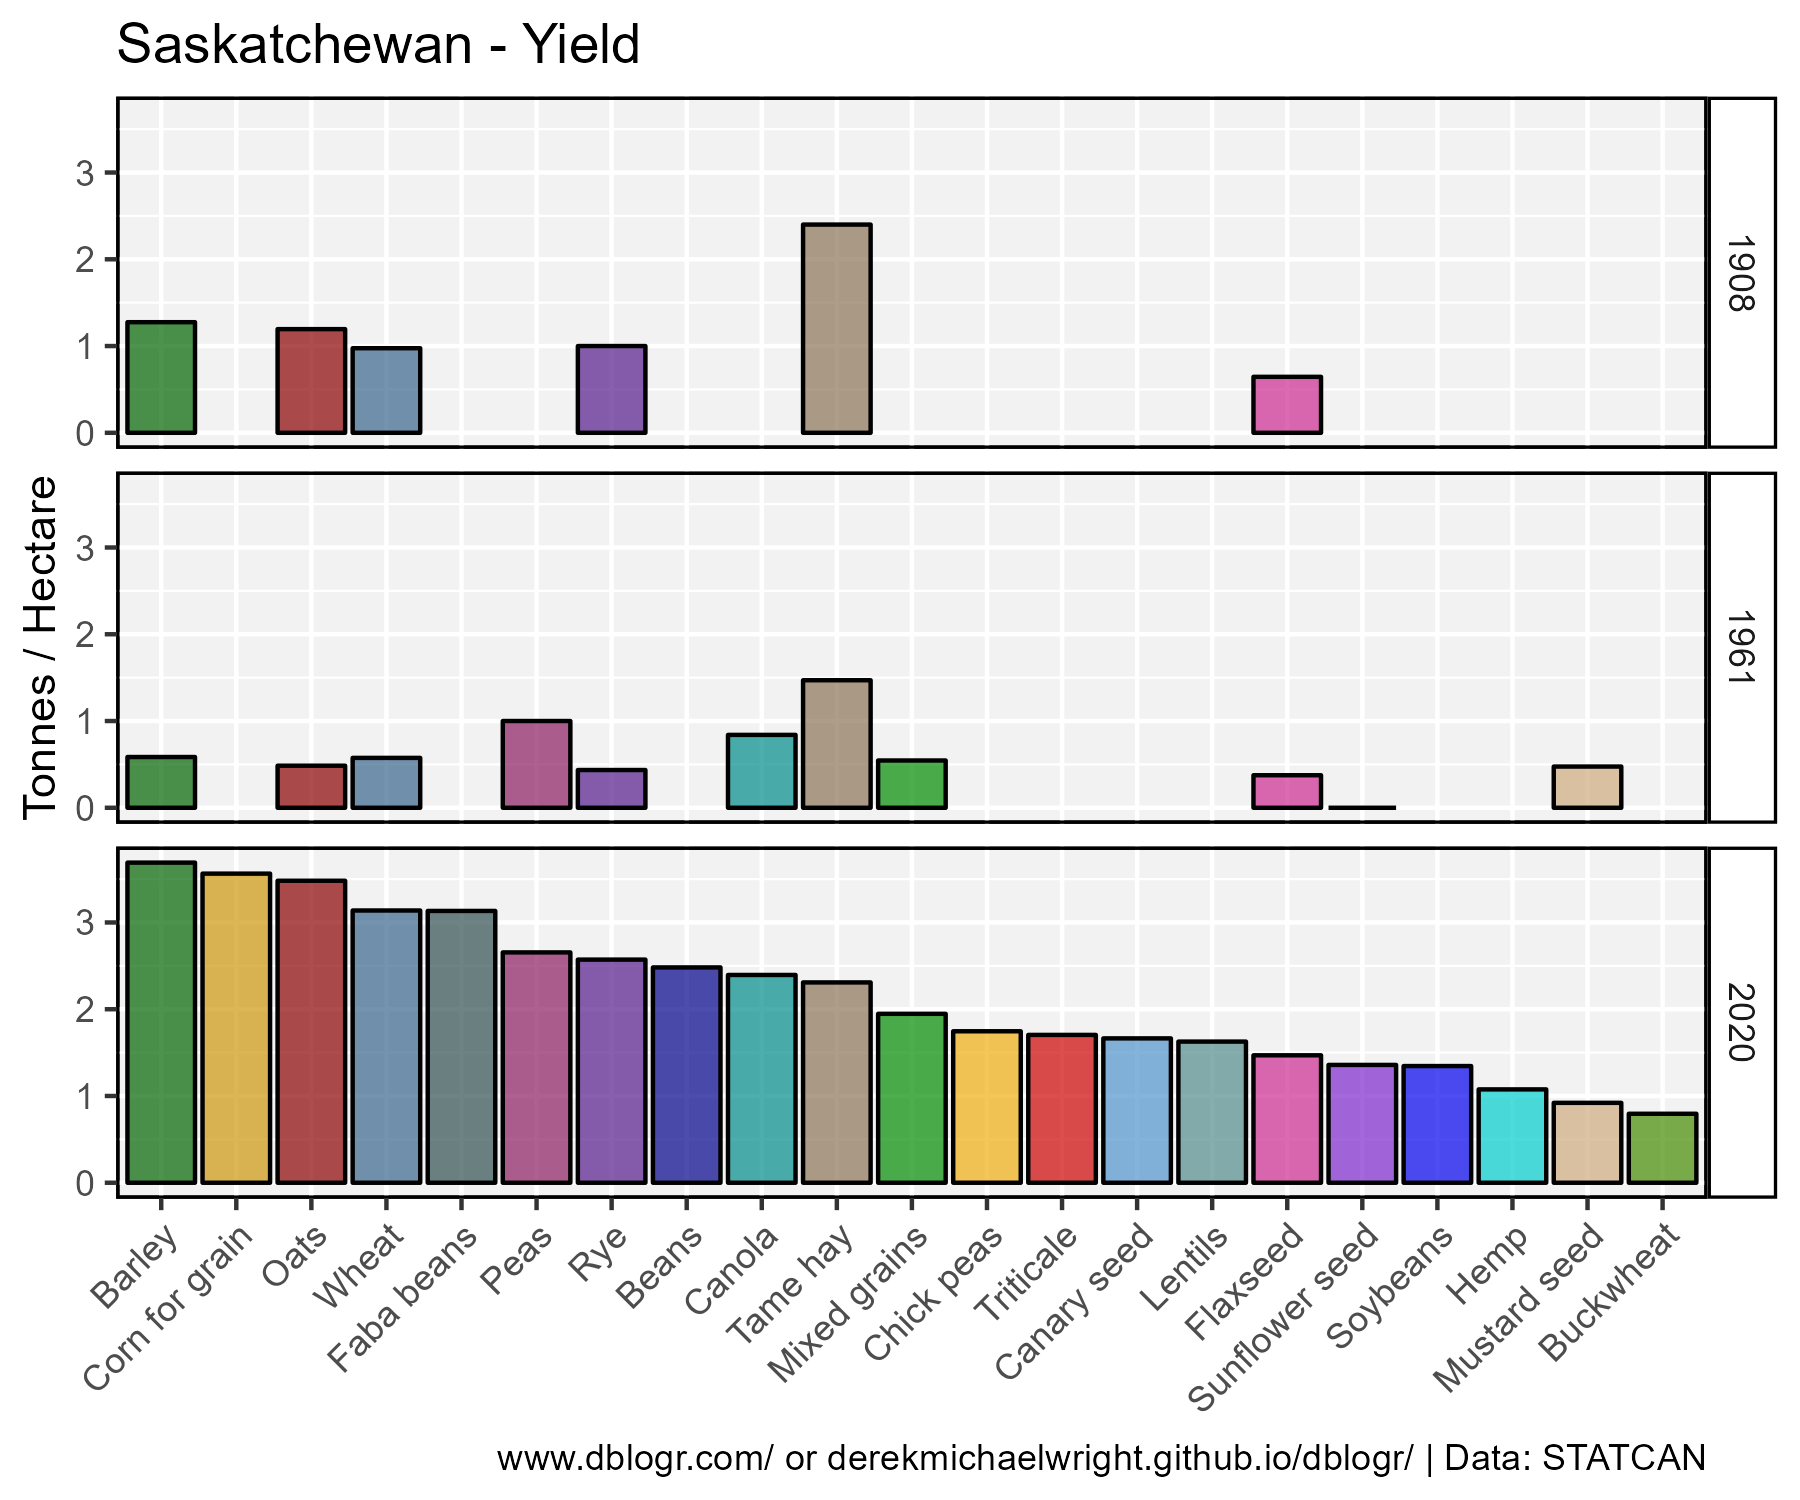 Saskatchewan - Yield
Tonnes / Hectare
3
2
1
0
1908
3
2
1
0
1961
3
2
1
0
2020
Barley
Corn for grain
Oats
Wheat
Faba beans
Peas
Rye
Beans
Canola
Tame hay
Mixed grains
Chick peas
Triticale
Canary seed
Lentils
Flaxseed
Sunflower seed
Soybeans
Hemp
Mustard seed
Buckwheat
www.dblogr.com/ or derekmichaelwright.github.io/dblogr/ | Data: STATCAN